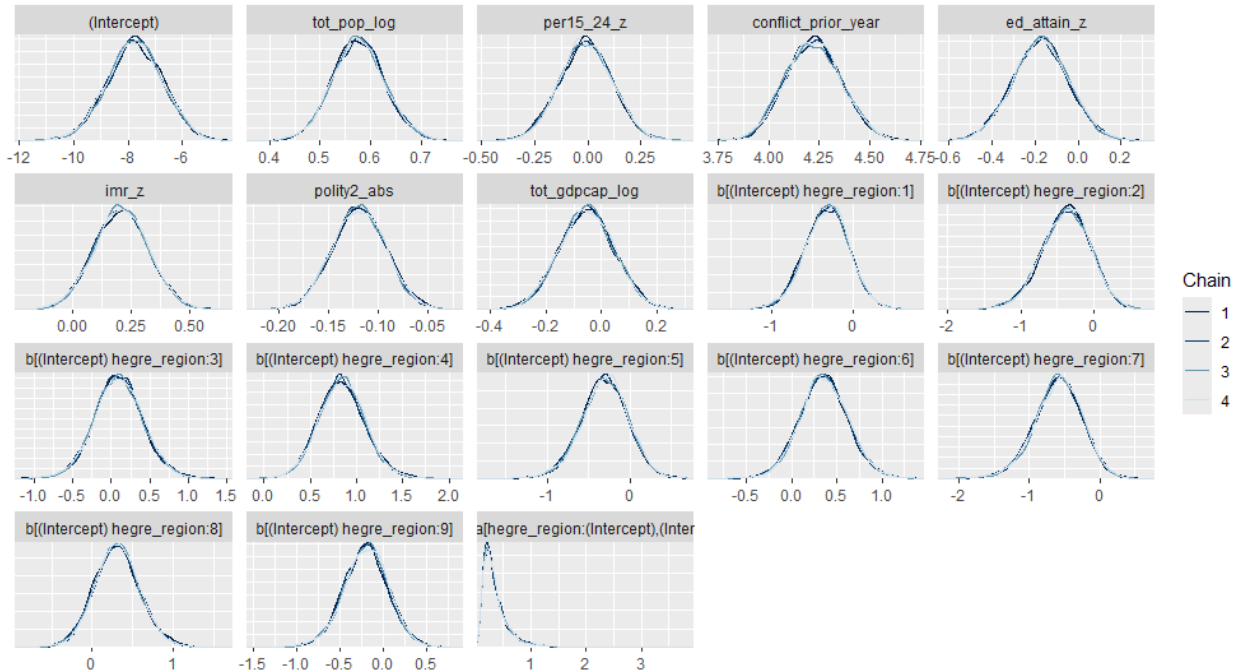 (Intercept) tot_pop_log per15_24_z conflict_prior_year ed_attain_z
-12 -10 -8 -6 0.4 0.5 0.6 0.7 -0.50 -0.25 0.00 0.25 3.75 4.00 4.25 4.50 4.75 -0.6 -0.4 -0.2 0.0 0.2
imr_z polity2_abs tot_gdpcap_log b[(Intercept) hegre_region:1] b[(Intercept) hegre_region:2]
0.00 0.25 0.50 -0.20 -0.15 -0.10 -0.05 -0.4 -0.2 0.0 0.2 -1 0 -2 -1 0
Chain
1
2
3
4
b[(Intercept) hegre_region:3] b[(Intercept) hegre_region:4] b[(Intercept) hegre_region:5] b[(Intercept) hegre_region:6] b[(Intercept) hegre_region:7]
-1.0 -0.5 0.0 0.5 1.0 1.5 0.0 0.5 1.0 1.5 2.0 -1 0 -0.5 0.0 0.5 1.0 -2 -1 0
b[(Intercept) hegre_region:8] b[(Intercept) hegre_region:9] a[hegre_region:(Intercept),(Inter
0 1 -1.5 -1.0 -0.5 0.0 0.5 1 2 3